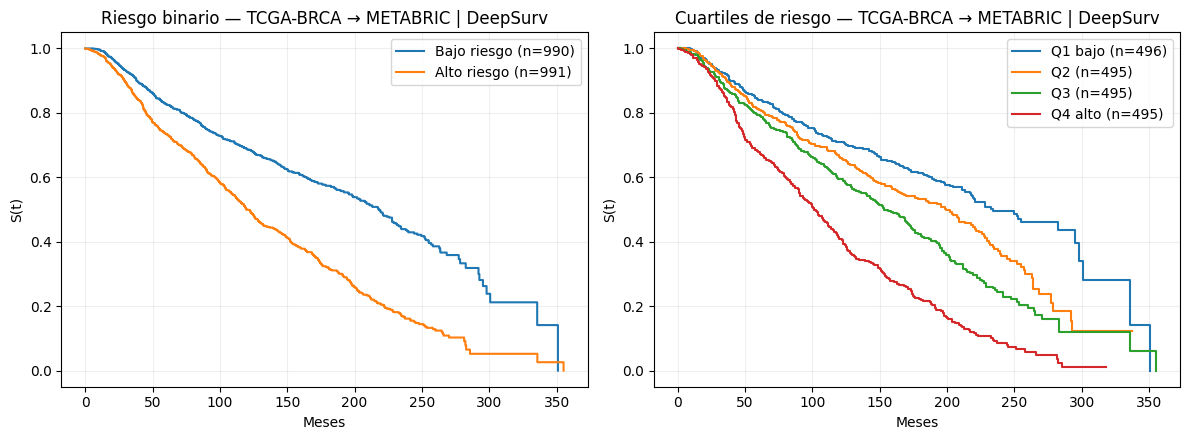 Riesgo binario — TCGA-BRCA → METABRIC | DeepSurv
Bajo riesgo (n=990)
Alto riesgo (n=991)
S(t)
1.0
0.8
0.6
0.4
0.2
0.0
0 50 100 150 200 250 300 350
Meses
Cuartiles de riesgo — TCGA-BRCA → METABRIC | DeepSurv
Q1 bajo (n=496)
Q2 (n=495)
Q3 (n=495)
Q4 alto (n=495)
S(t)
1.0
0.8
0.6
0.4
0.2
0.0
0 50 100 150 200 250 300 350
Meses